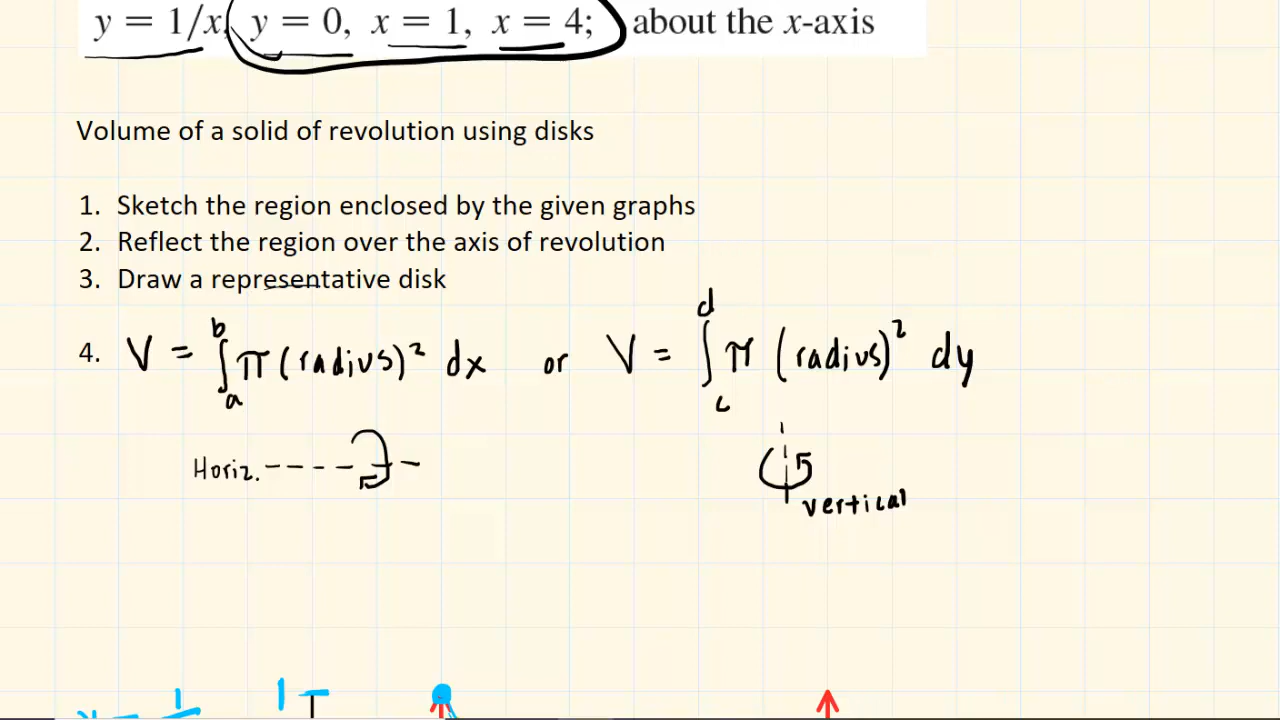 y = 1/x, y = 0, x = 1, x = 4; about the x-axis
Volume of a solid of revolution using disks
1. Sketch the region enclosed by the given graphs
2. Reflect the region over the axis of revolution
3. Draw a representative disk
4. V = ∫_a^b π (radius)² dx or V = ∫_c^d π (radius)² dy
Horiz.
vertical